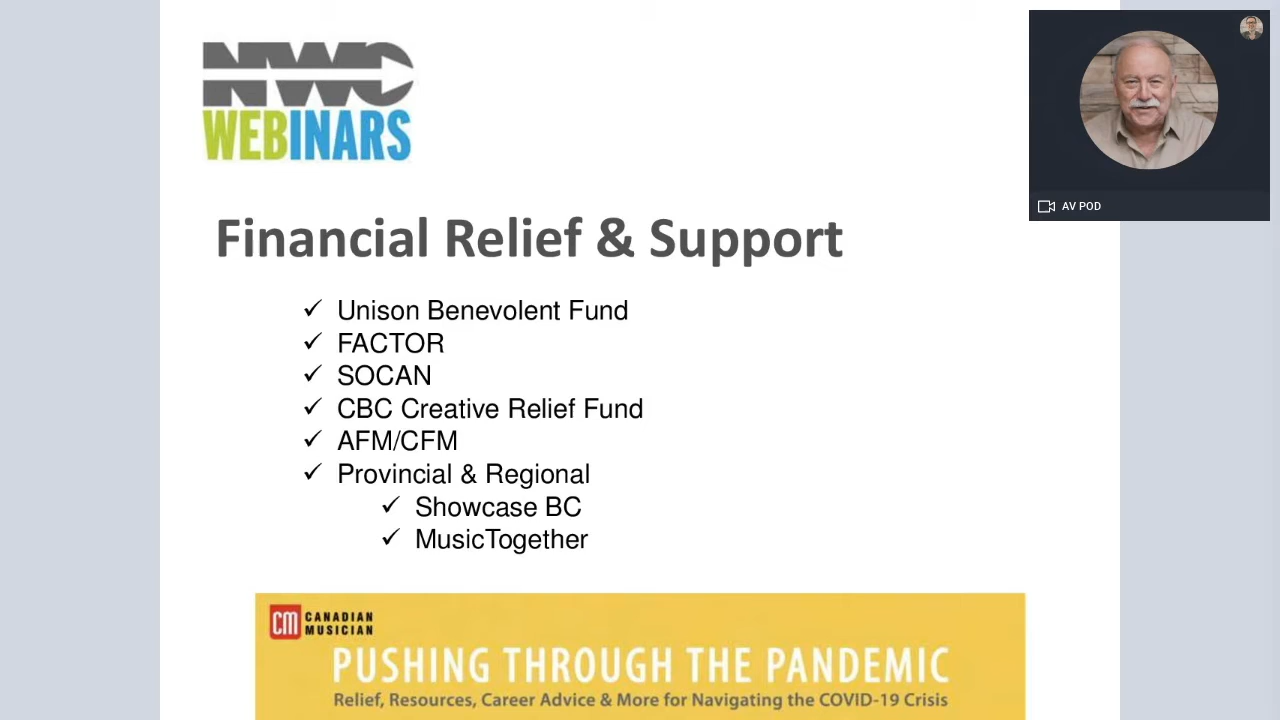 NWC
WEBINARS
AV POD
Financial Relief & Support
✓ Unison Benevolent Fund
✓ FACTOR
✓ SOCAN
✓ CBC Creative Relief Fund
✓ AFM/CFM
✓ Provincial & Regional
✓ Showcase BC
✓ MusicTogether
cm CANADIAN
MUSICIAN
PUSHING THROUGH THE PANDEMIC
Relief, Resources, Career Advice & More for Navigating the COVID-19 Crisis